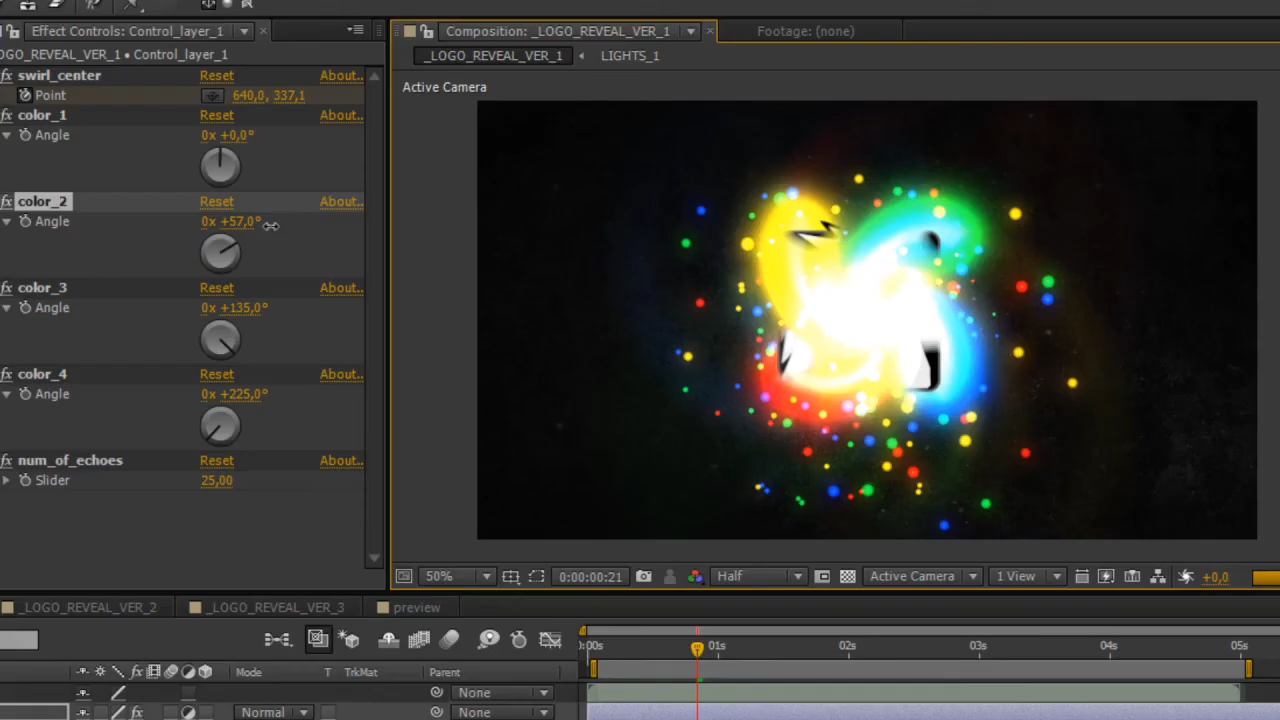 Effect Controls: Control_layer_1
OGO_REVEAL_VER_1 • Control_layer_1
fx swirl_center Reset About..
Point 640,0, 337,1
fx color_1 Reset About..
Angle 0x +0,0°
fx color_2 Reset About..
Angle 0x +57,0°
fx color_3 Reset About..
Angle 0x +135,0°
fx color_4 Reset About..
Angle 0x +225,0°
fx num_of_echoes Reset About..
Slider 25,00
Composition: _LOGO_REVEAL_VER_1
Footage: (none)
_LOGO_REVEAL_VER_1 LIGHTS_1
Active Camera
50% 0:00:00:21 Half Active Camera 1 View +0,0
_LOGO_REVEAL_VER_2 _LOGO_REVEAL_VER_3 preview
):00s 01s 02s 03s 04s 05s
fx Mode T TrkMat Parent
None
fx Normal None